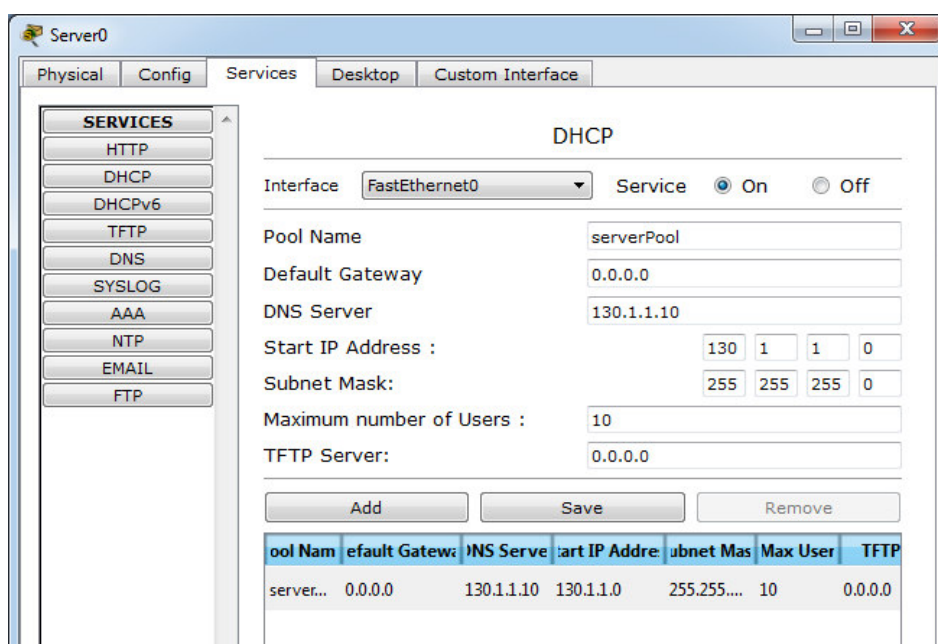 Server0
Physical Config Services Desktop Custom Interface
SERVICES
HTTP
DHCP
DHCPv6
TFTP
DNS
SYSLOG
AAA
NTP
EMAIL
FTP
DHCP
Interface FastEthernet0 Service On Off
Pool Name serverPool
Default Gateway 0.0.0.0
DNS Server 130.1.1.10
Start IP Address : 130 1 1 0
Subnet Mask: 255 255 255 0
Maximum number of Users : 10
TFTP Server: 0.0.0.0
Add Save Remove
ool Nam efault Gatewa NS Serve tart IP Addre ubnet Mas Max User TFTP
server... 0.0.0.0 130.1.1.10 130.1.1.0 255.255.... 10 0.0.0.0